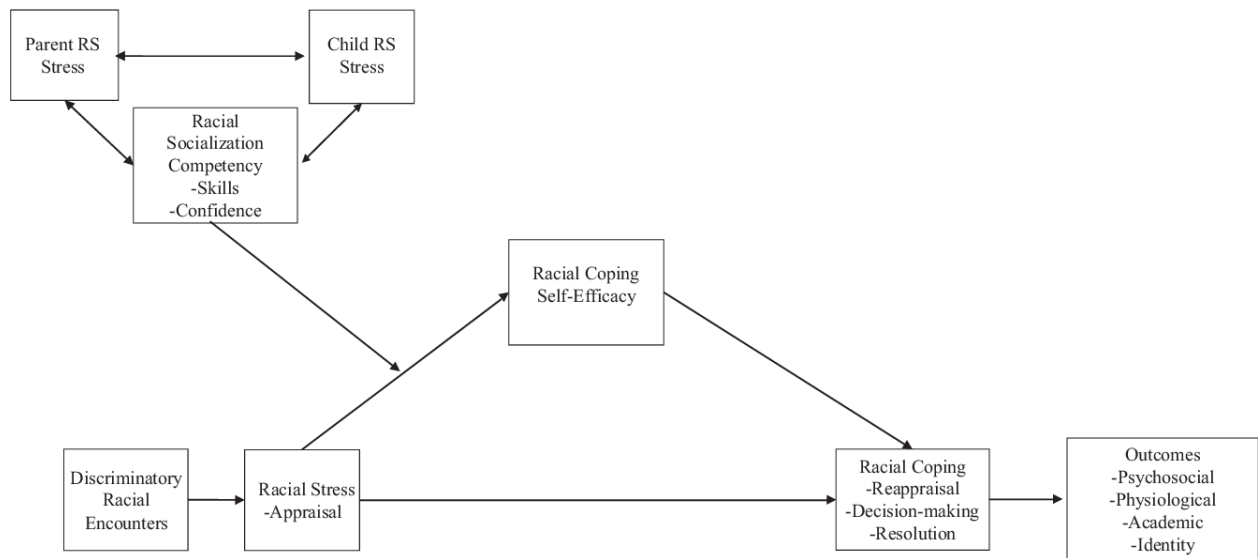 Parent RS
Stress
Child RS
Stress
Racial
Socialization
Competency
-Skills
-Confidence
Racial Coping
Self-Efficacy
Discriminatory
Racial
Encounters
Racial Stress
-Appraisal
Racial Coping
-Reappraisal
-Decision-making
-Resolution
Outcomes
-Psychosocial
-Physiological
-Academic
-Identity